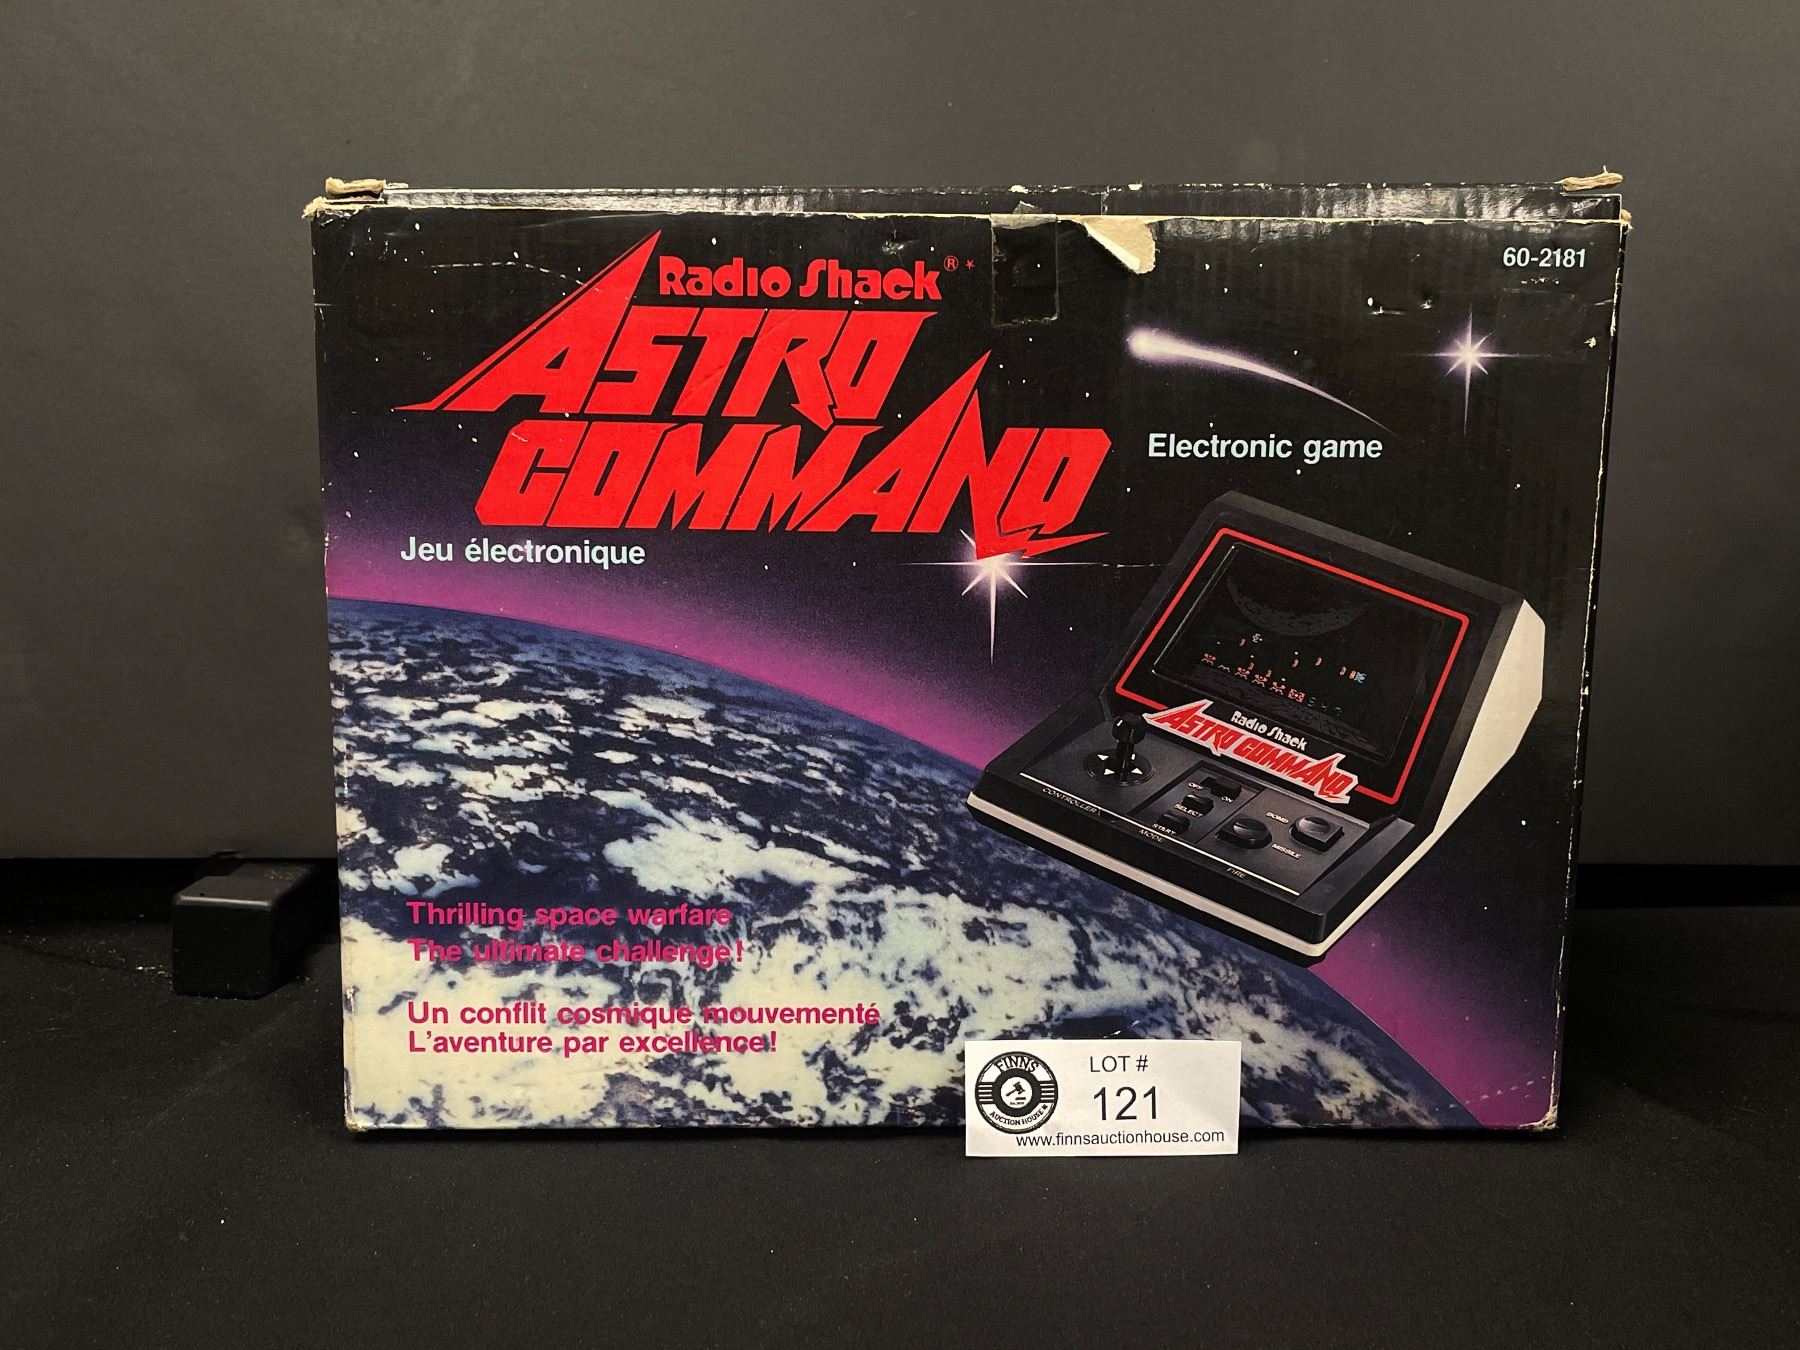 Radio Shack® *
60-2181
ASTRO
COMMAND
Electronic game
Jeu électronique
Radio Shack
ASTRO COMMAND
OFF ON
SELECT
START
CONTROLLER
MODE
BOMB
MISSILE
FIRE
Thrilling space warfare
The ultimate challenge!
Un conflit cosmique mouvementé
L'aventure par excellence!
FINNS
AUCTION HOUSE
LOT #
121
www.finnsauctionhouse.com